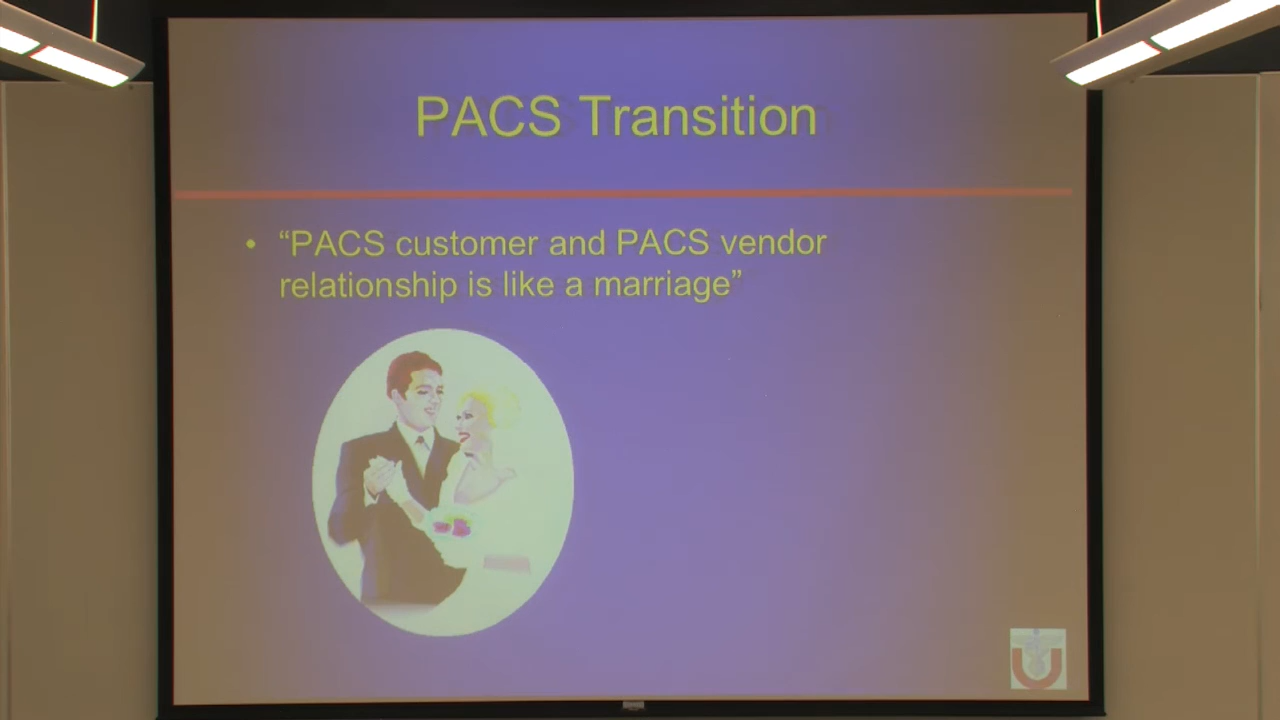 PACS Transition
• “PACS customer and PACS vendor
relationship is like a marriage”
U